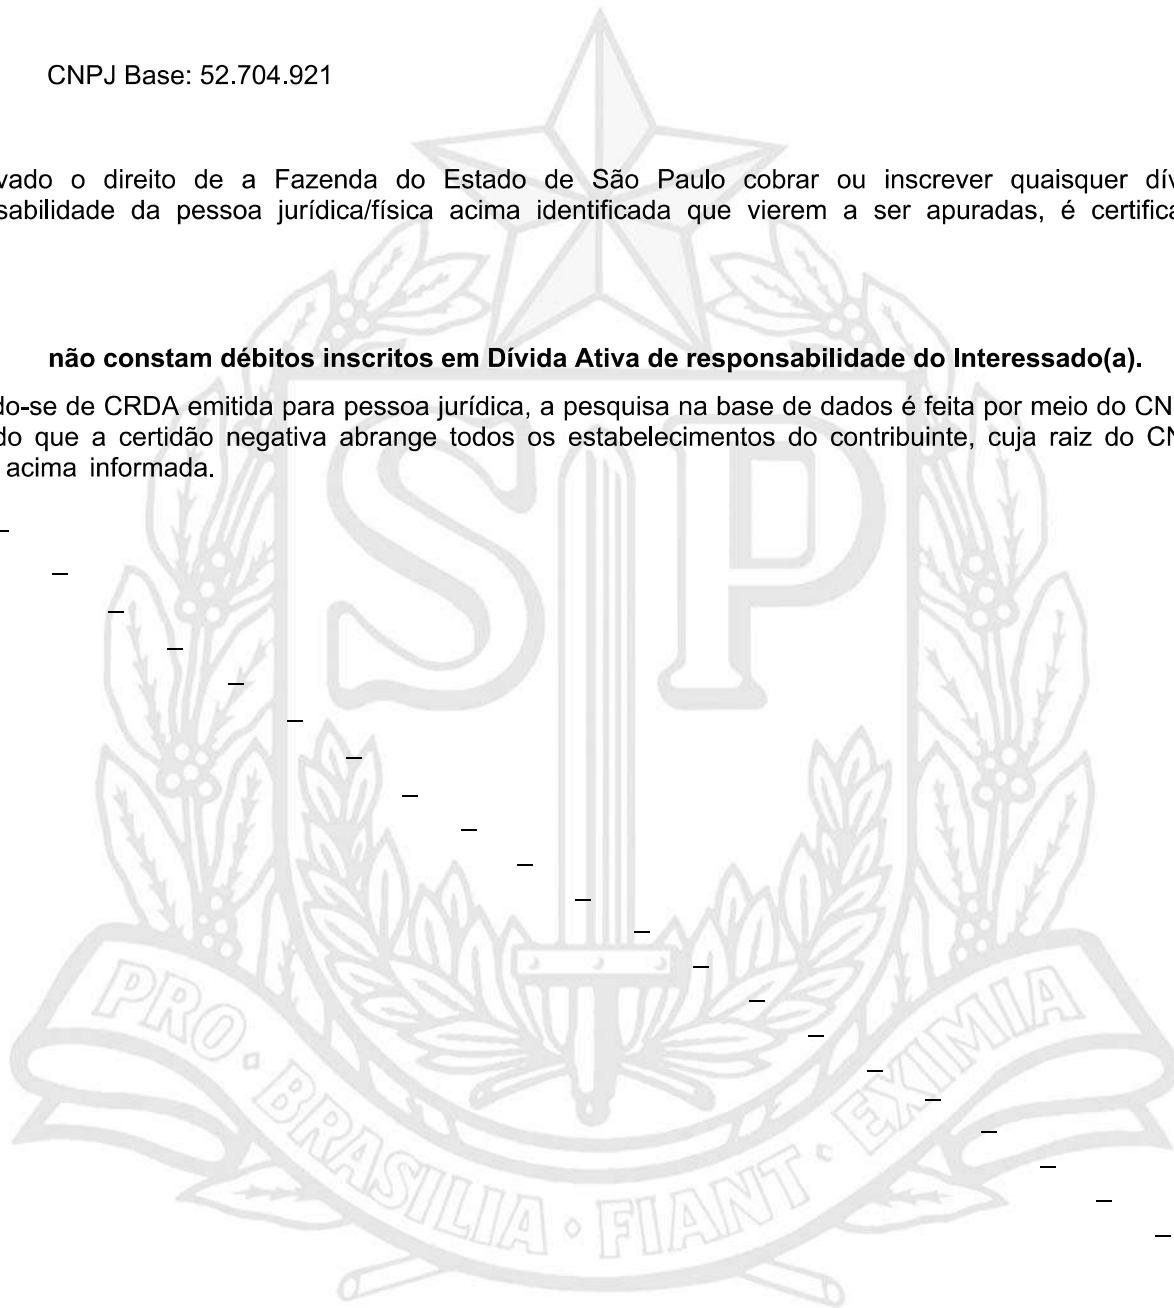 CNPJ Base: 52.704.921
vado o direito de a Fazenda do Estado de São Paulo cobrar ou inscrever quaisquer dív
sabilidade da pessoa jurídica/física acima identificada que vierem a ser apuradas, é certifica
não constam débitos inscritos em Dívida Ativa de responsabilidade do Interessado(a).
do-se de CRDA emitida para pessoa jurídica, a pesquisa na base de dados é feita por meio do CN
do que a certidão negativa abrange todos os estabelecimentos do contribuinte, cuja raiz do CN
acima informada.
SP
PRO · BRASILIA · FIANT · EXIMIA